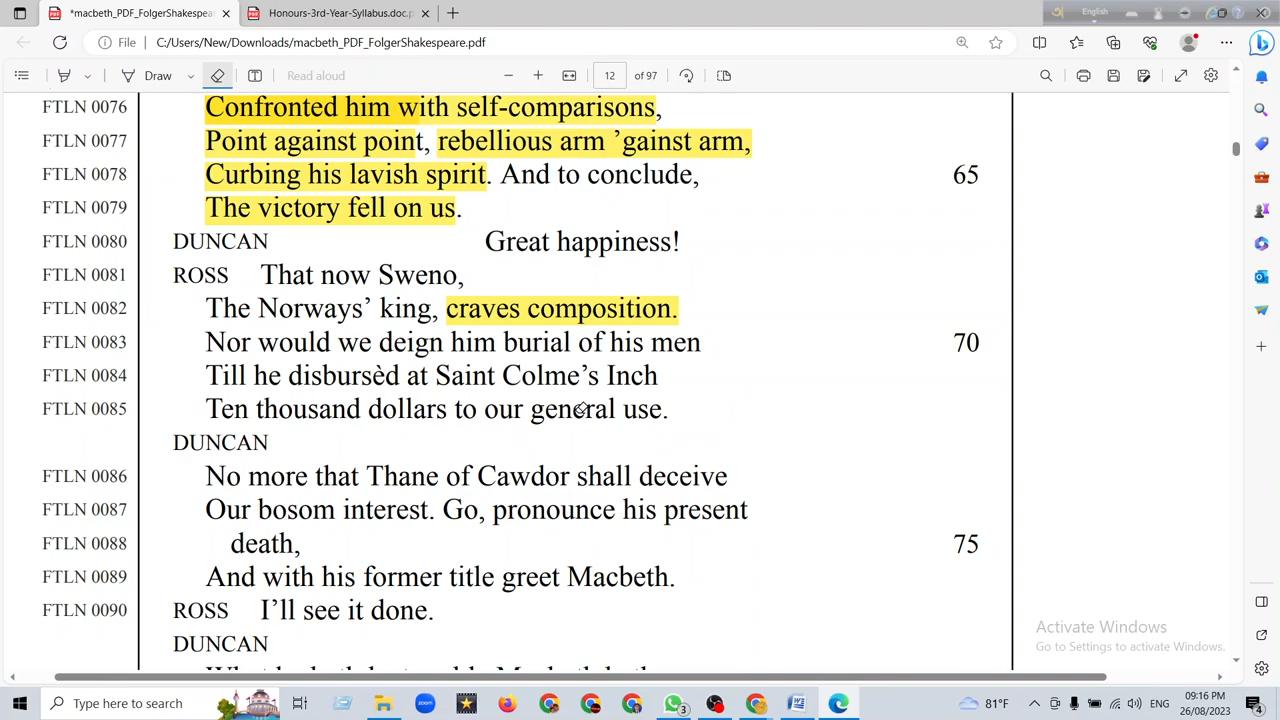 *macbeth_PDF_FolgerShakespeare
Honours-3rd-Year-Syllabus.doc.p
English
File
C:/Users/New/Downloads/macbeth_PDF_FolgerShakespeare.pdf
Draw
Read aloud
12 of 97
FTLN 0076 Confronted him with self-comparisons,
FTLN 0077 Point against point, rebellious arm ’gainst arm,
FTLN 0078 Curbing his lavish spirit. And to conclude, 65
FTLN 0079 The victory fell on us.
FTLN 0080 DUNCAN Great happiness!
FTLN 0081 ROSS That now Sweno,
FTLN 0082 The Norways’ king, craves composition.
FTLN 0083 Nor would we deign him burial of his men 70
FTLN 0084 Till he disbursèd at Saint Colme’s Inch
FTLN 0085 Ten thousand dollars to our general use.
DUNCAN
FTLN 0086 No more that Thane of Cawdor shall deceive
FTLN 0087 Our bosom interest. Go, pronounce his present
FTLN 0088 death, 75
FTLN 0089 And with his former title greet Macbeth.
FTLN 0090 ROSS I’ll see it done.
DUNCAN
Activate Windows
Go to Settings to activate Windows.
Type here to search
zoom
3
81°F
ENG
09:16 PM
26/08/2023
4